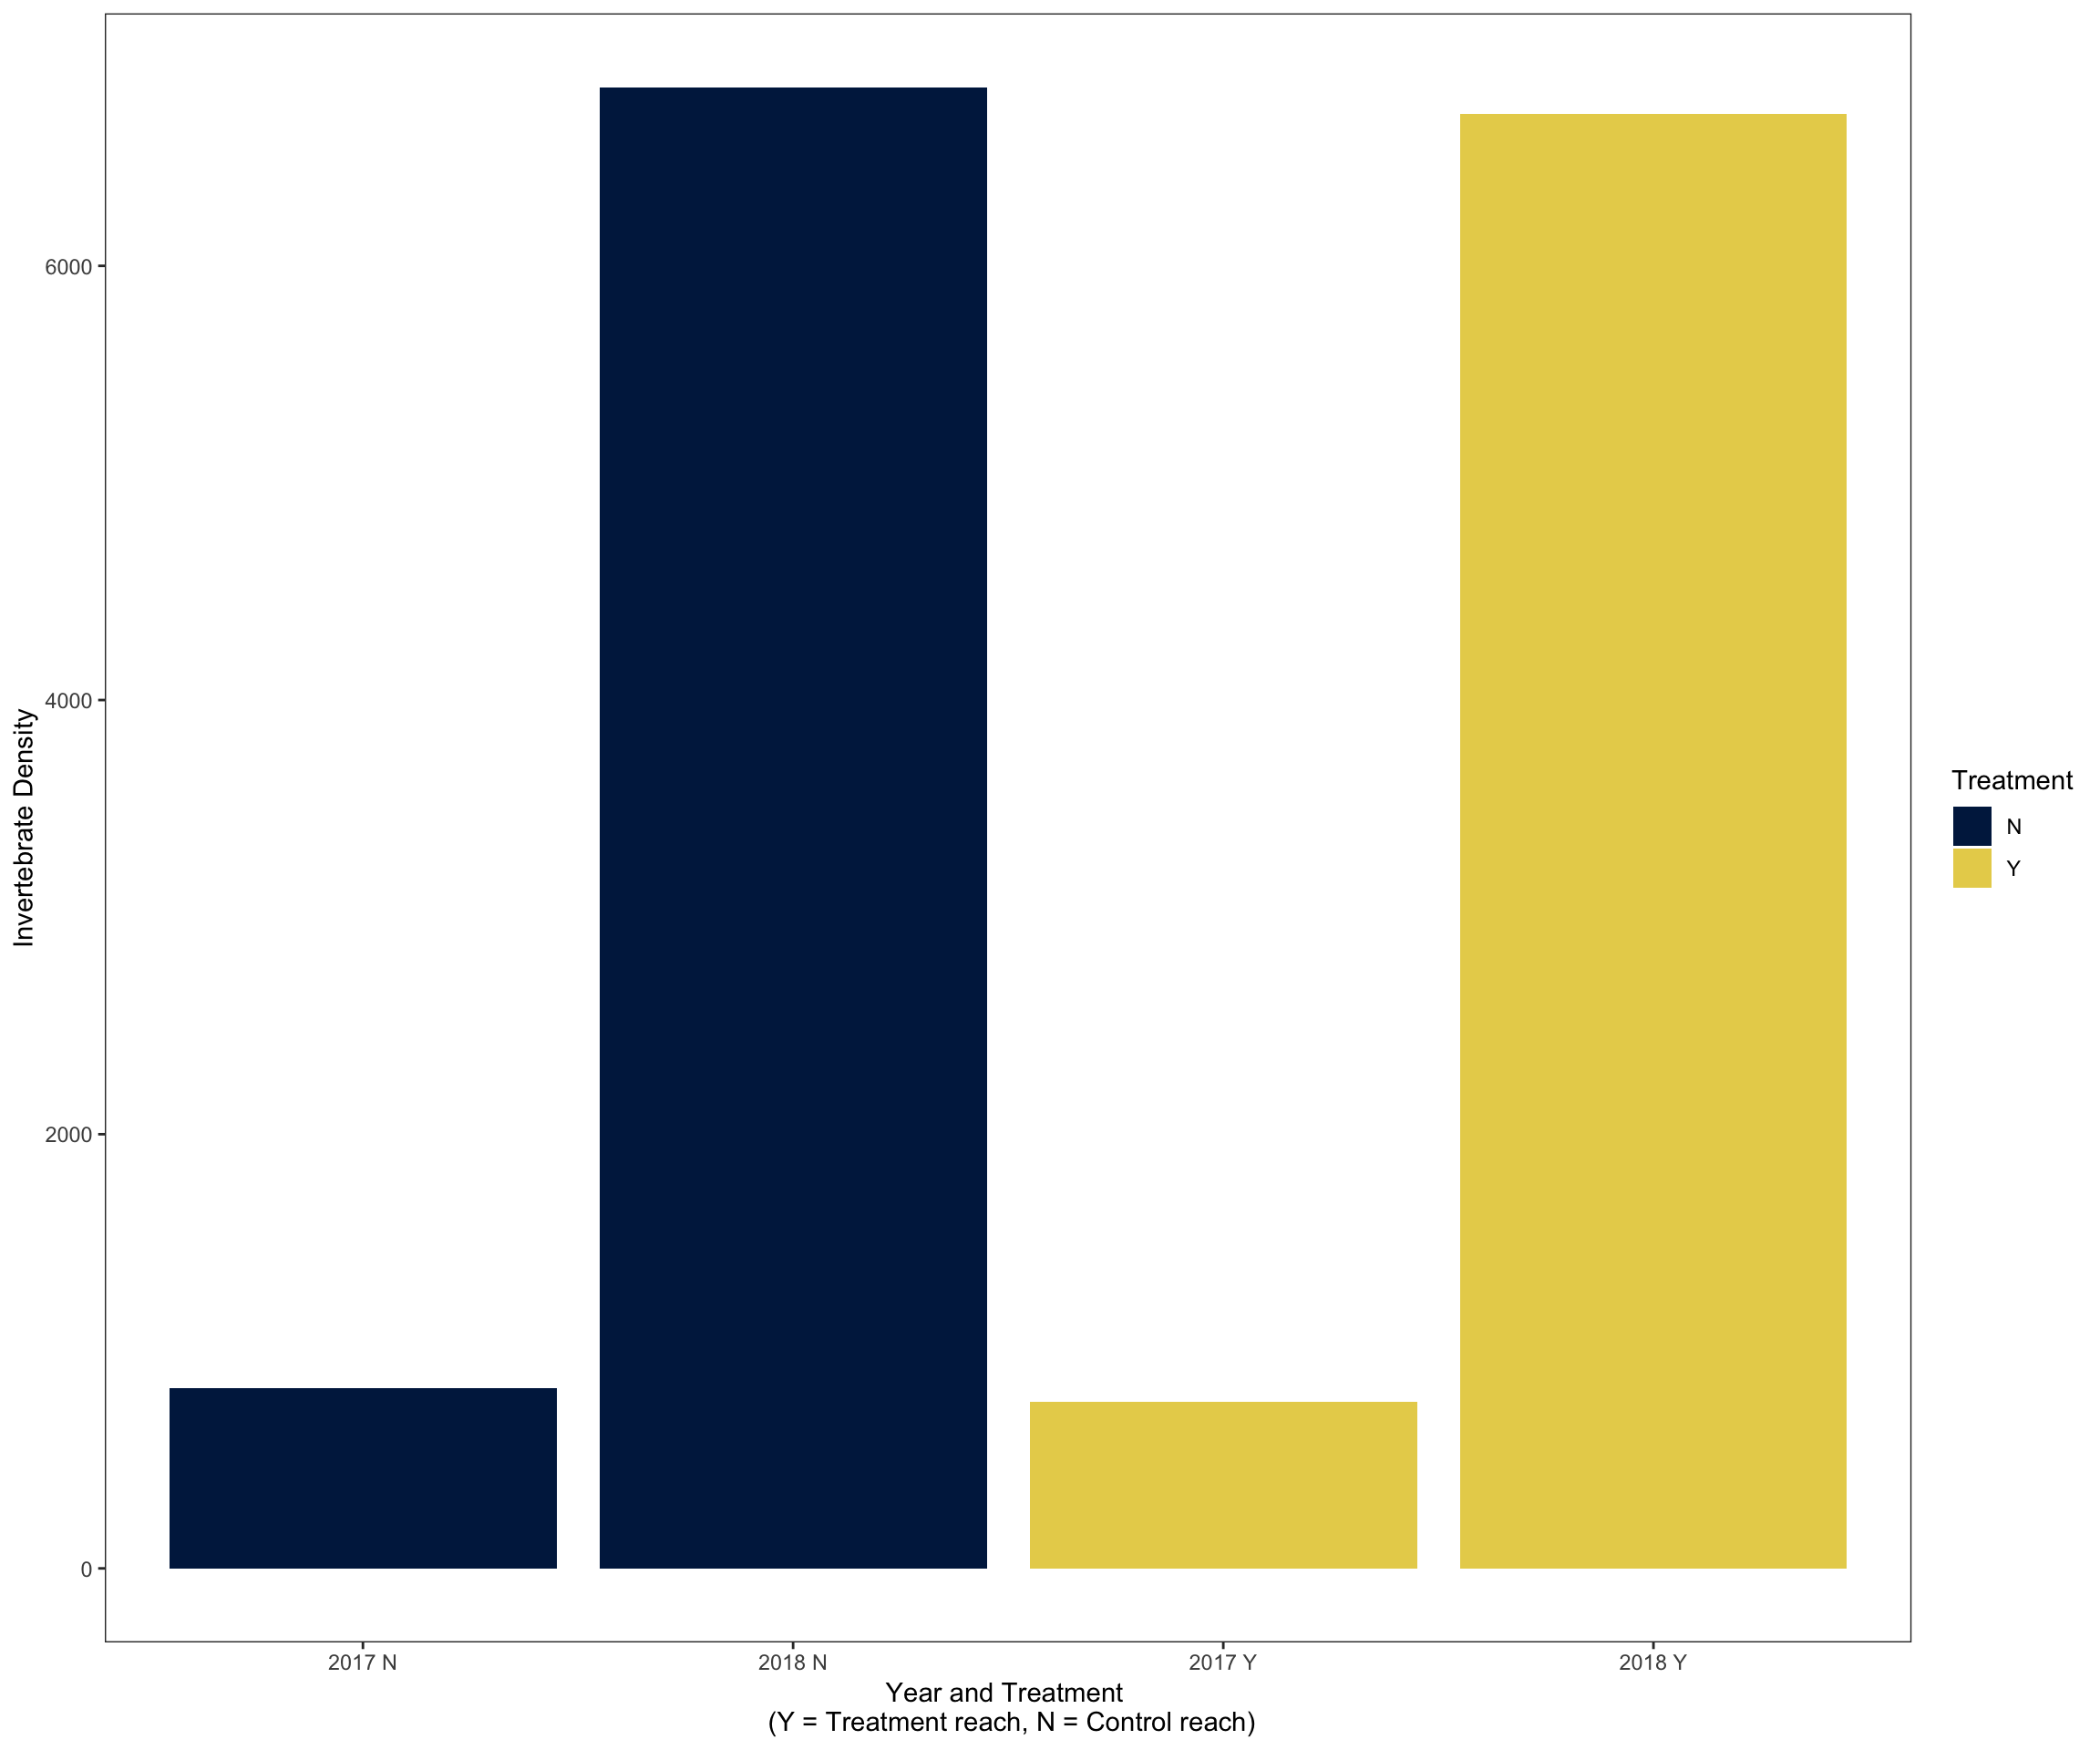 Invertebrate Density
6000
4000
2000
0
2017 N
2018 N
2017 Y
2018 Y
Year and Treatment
(Y = Treatment reach, N = Control reach)
Treatment
N
Y